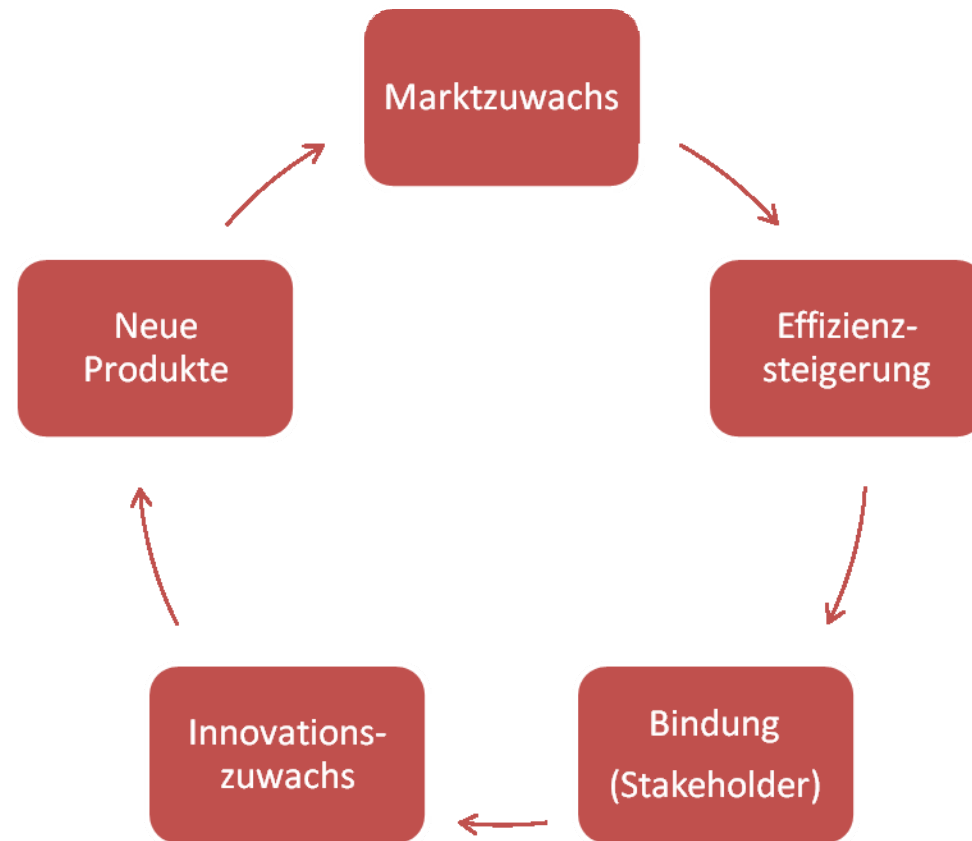 Marktzuwachs
Effizienz-
steigerung
Bindung
(Stakeholder)
Innovations-
zuwachs
Neue
Produkte